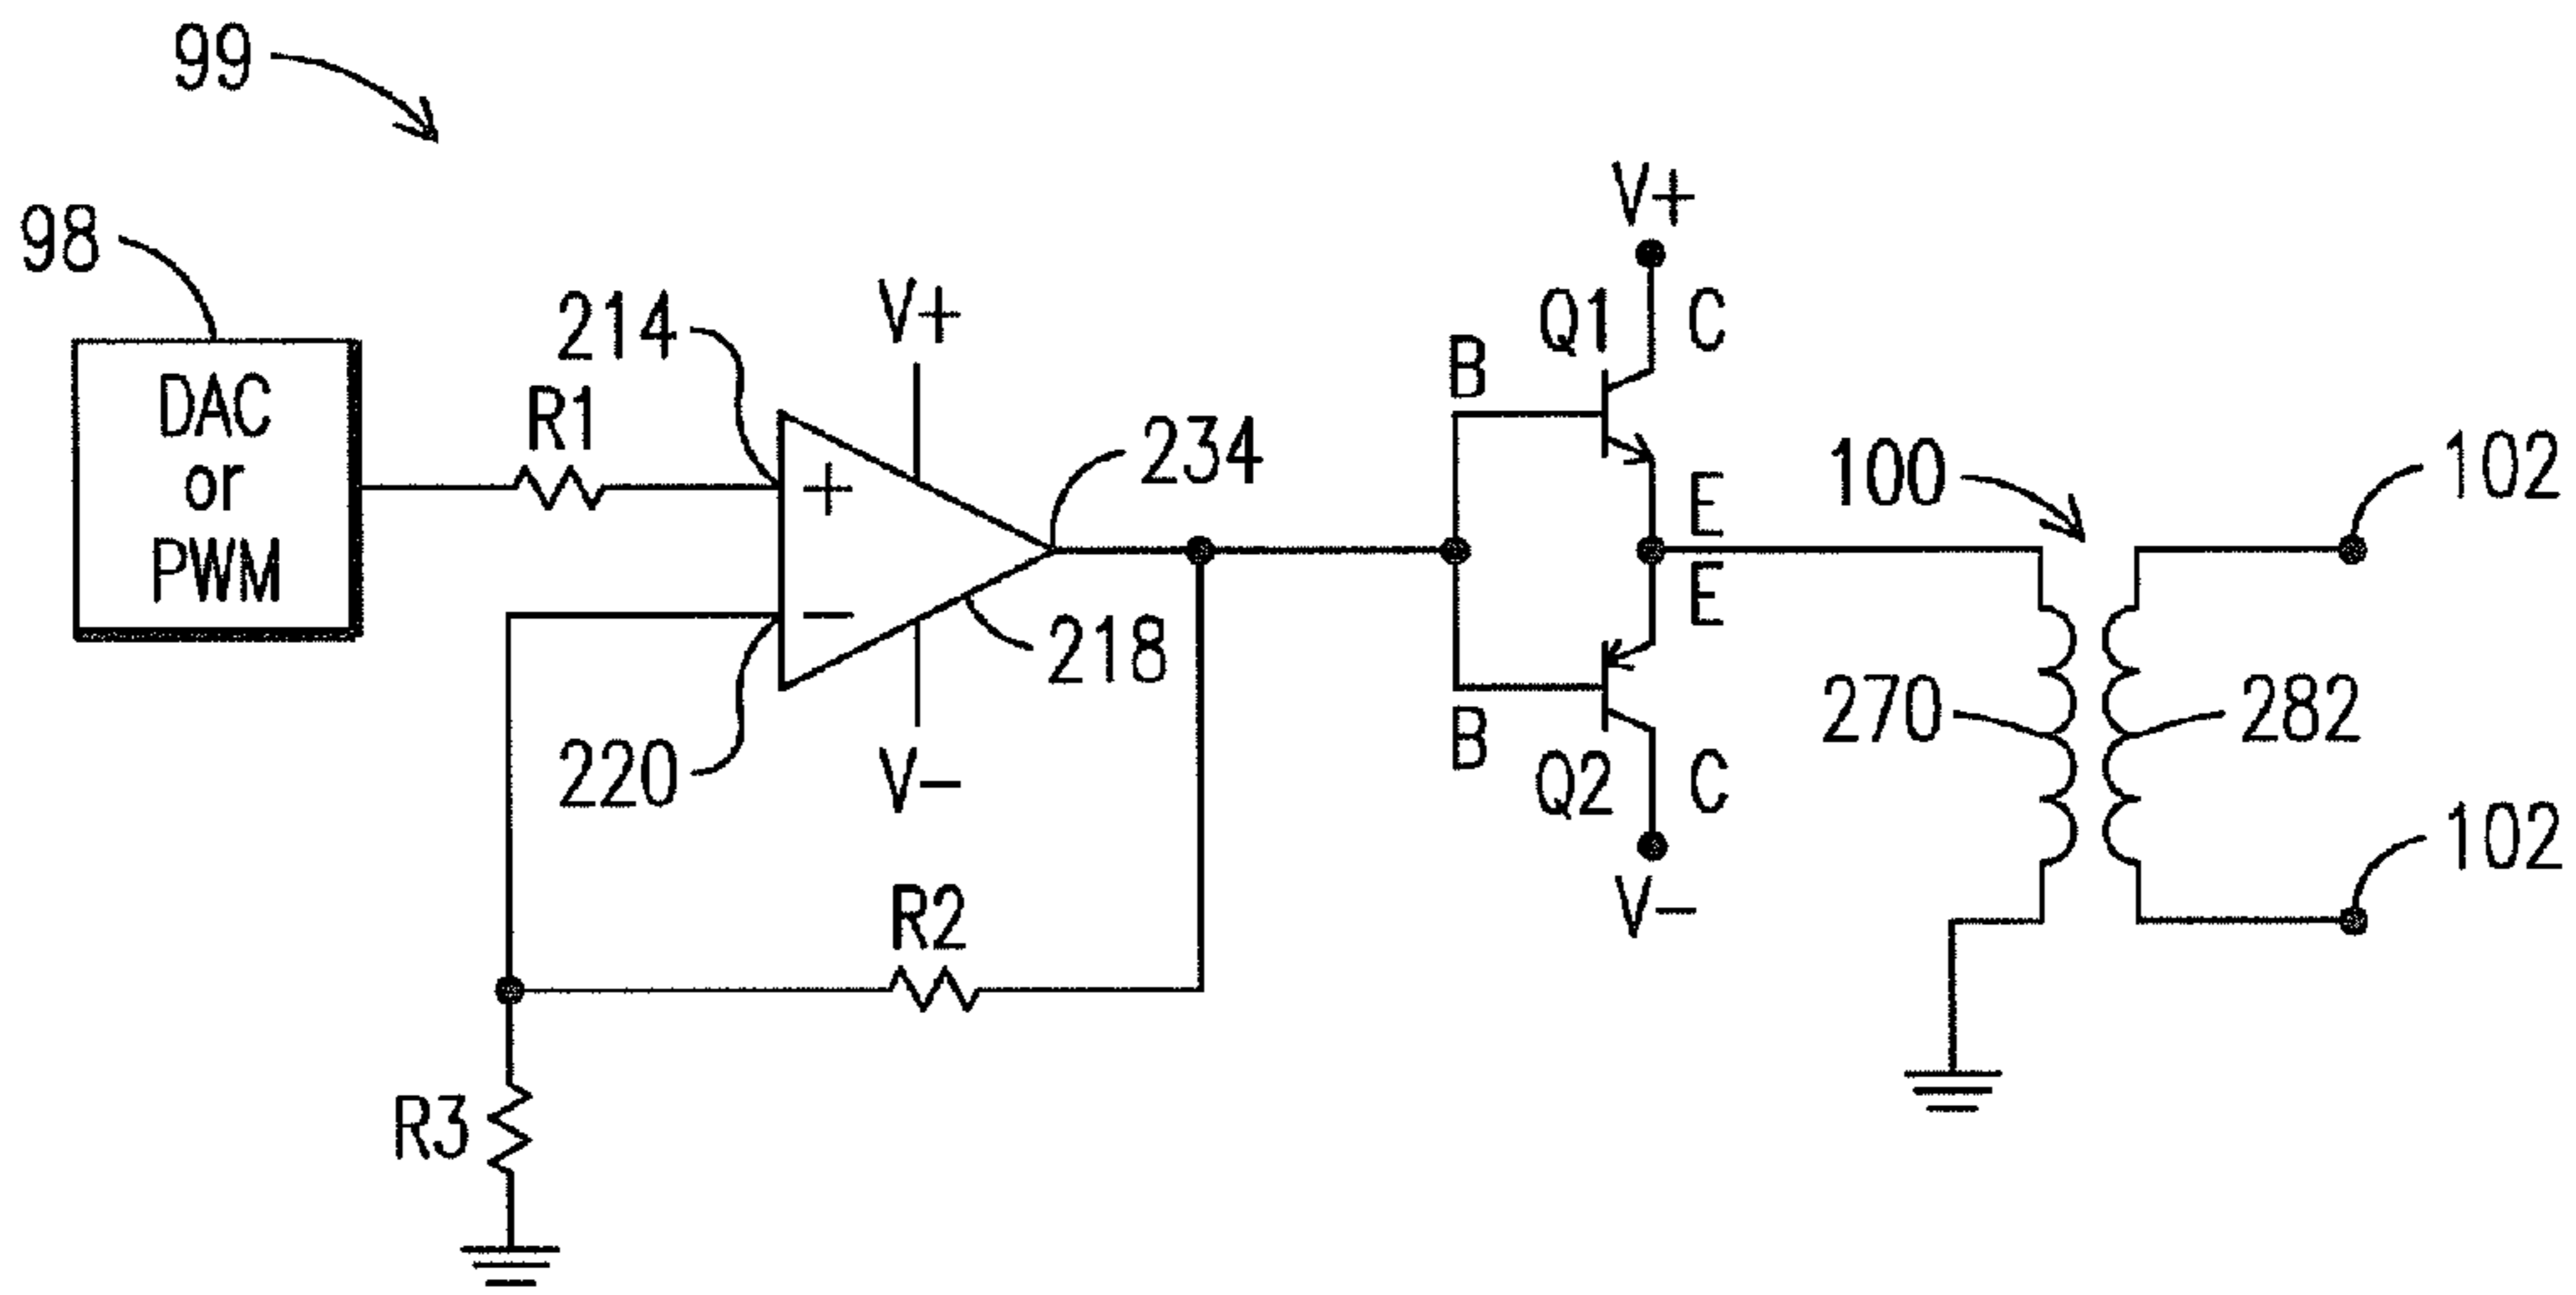 99
98
DAC
or
PWM
R1
214
+
−
220
V+
V−
218
234
R2
R3
B
B
Q1
C
V+
E
E
Q2
C
V−
100
270
282
102
102